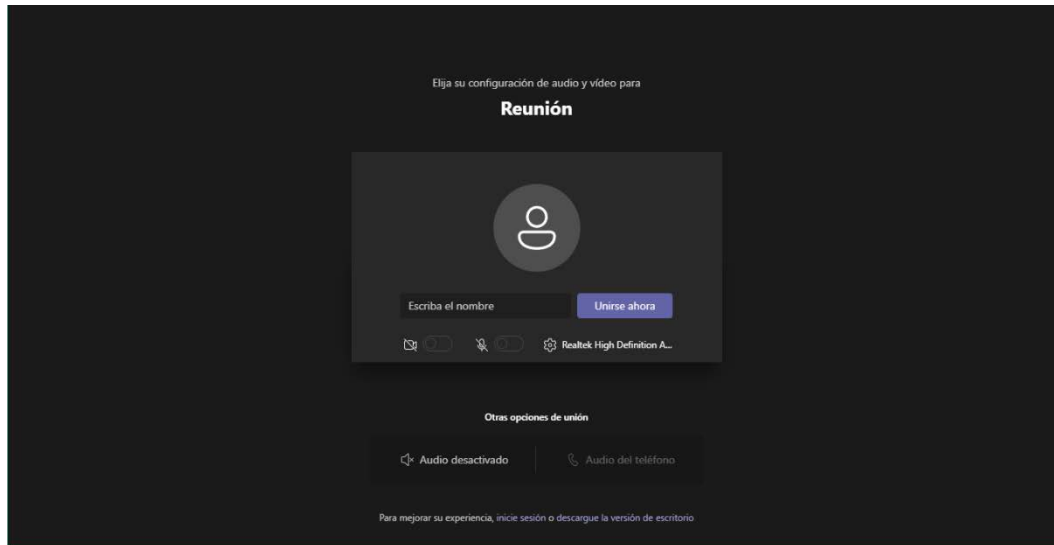 Elija su configuración de audio y vídeo para
Reunión
Escriba el nombre
Unirse ahora
Realtek High Definition A...
Otras opciones de unión
Audio desactivado
Audio del teléfono
Para mejorar su experiencia, inicie sesión o descargue la versión de escritorio